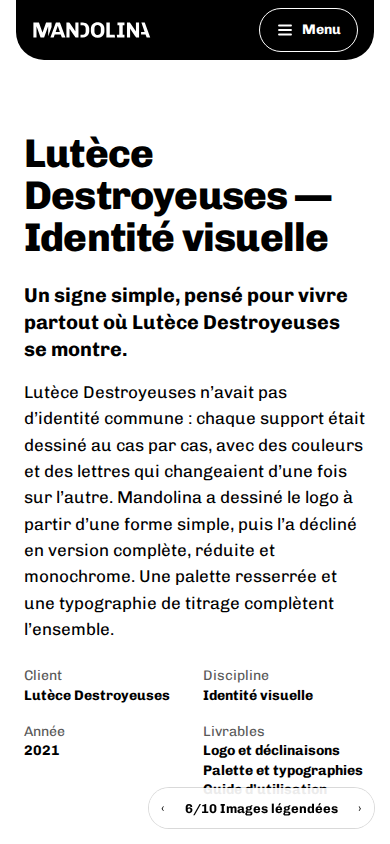 MANDOLINA
Menu
Lutèce
Destroyeuses —
Identité visuelle
Un signe simple, pensé pour vivre
partout où Lutèce Destroyeuses
se montre.
Lutèce Destroyeuses n’avait pas
d’identité commune : chaque support était
dessiné au cas par cas, avec des couleurs
et des lettres qui changeaient d’une fois
sur l’autre. Mandolina a dessiné le logo à
partir d’une forme simple, puis l’a décliné
en version complète, réduite et
monochrome. Une palette resserrée et
une typographie de titrage complètent
l’ensemble.
Client
Lutèce Destroyeuses
Discipline
Identité visuelle
Année
2021
Livrables
Logo et déclinaisons
Palette et typographies
Guide d’utilisation
‹ 6/10 Images légendées ›